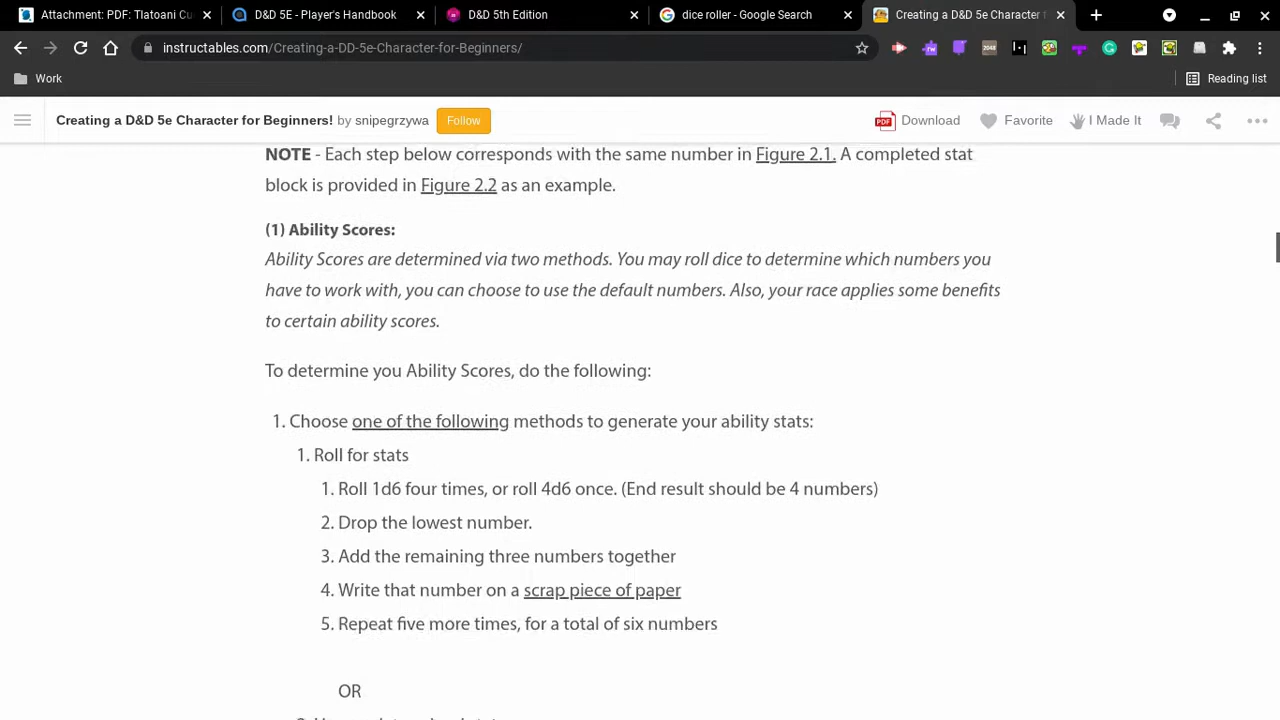 Attachment: PDF: Tlatoani Cu
D&D 5E - Player's Handbook
D&D 5th Edition
dice roller - Google Search
Creating a D&D 5e Character f
instructables.com/Creating-a-DD-5e-Character-for-Beginners/
Work
Reading list
Creating a D&D 5e Character for Beginners! by snipegrzywa
Follow
PDF
Download
Favorite
I Made It
NOTE - Each step below corresponds with the same number in Figure 2.1. A completed stat
block is provided in Figure 2.2 as an example.
(1) Ability Scores:
Ability Scores are determined via two methods. You may roll dice to determine which numbers you
have to work with, you can choose to use the default numbers. Also, your race applies some benefits
to certain ability scores.
To determine you Ability Scores, do the following:
1. Choose one of the following methods to generate your ability stats:
1. Roll for stats
1. Roll 1d6 four times, or roll 4d6 once. (End result should be 4 numbers)
2. Drop the lowest number.
3. Add the remaining three numbers together
4. Write that number on a scrap piece of paper
5. Repeat five more times, for a total of six numbers
OR